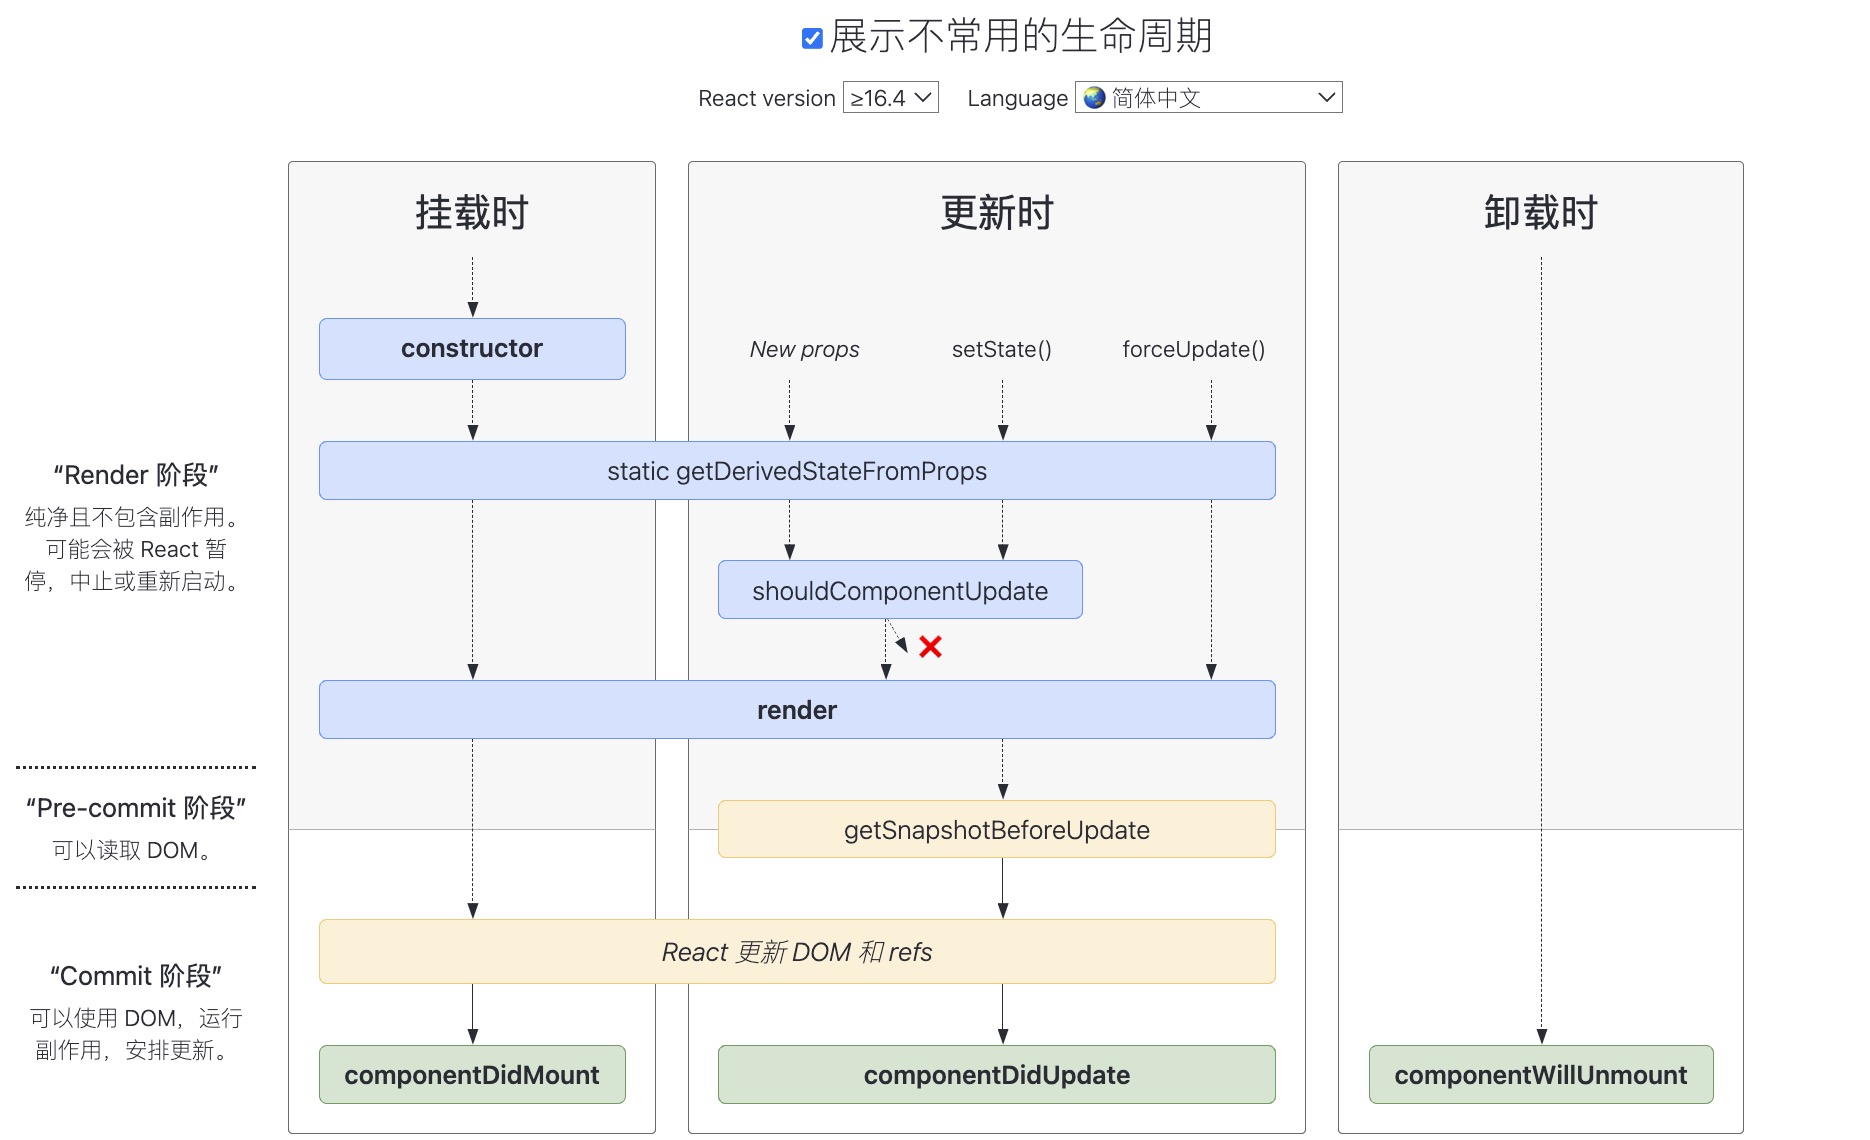 展示不常用的生命周期
React version ≥16.4 Language 简体中文
挂载时
更新时
卸载时
constructor
New props
setState()
forceUpdate()
static getDerivedStateFromProps
“Render 阶段”
纯净且不包含副作用。
可能会被 React 暂
停，中止或重新启动。
shouldComponentUpdate
render
“Pre-commit 阶段”
可以读取 DOM。
getSnapshotBeforeUpdate
React 更新 DOM 和 refs
“Commit 阶段”
可以使用 DOM，运行
副作用，安排更新。
componentDidMount
componentDidUpdate
componentWillUnmount